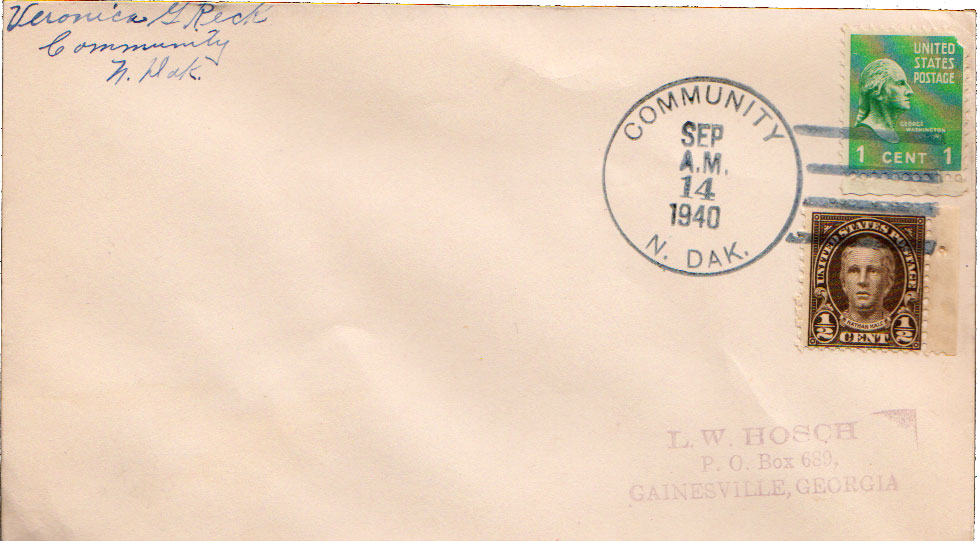 Veronica G Reck
Community
N. Dak.
COMMUNITY
SEP
A.M.
14
1940
N. DAK.
UNITED
STATES
POSTAGE
GEORGE
WASHINGTON
1 CENT 1
UNITED STATES POSTAGE
NATHAN HALE
1/2 CENT 1/2
L. W. HOSCH
P. O. Box 689,
GAINESVILLE, GEORGIA